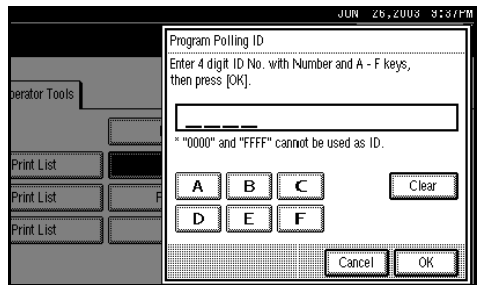 JUN 26,2003 9:37PM
Program Polling ID
Enter 4 digit ID No. with Number and A - F keys,
then press [OK].
* "0000" and "FFFF" cannot be used as ID.
A B C Clear
D E F
Cancel OK
Tools
Print List
Print List
Print List